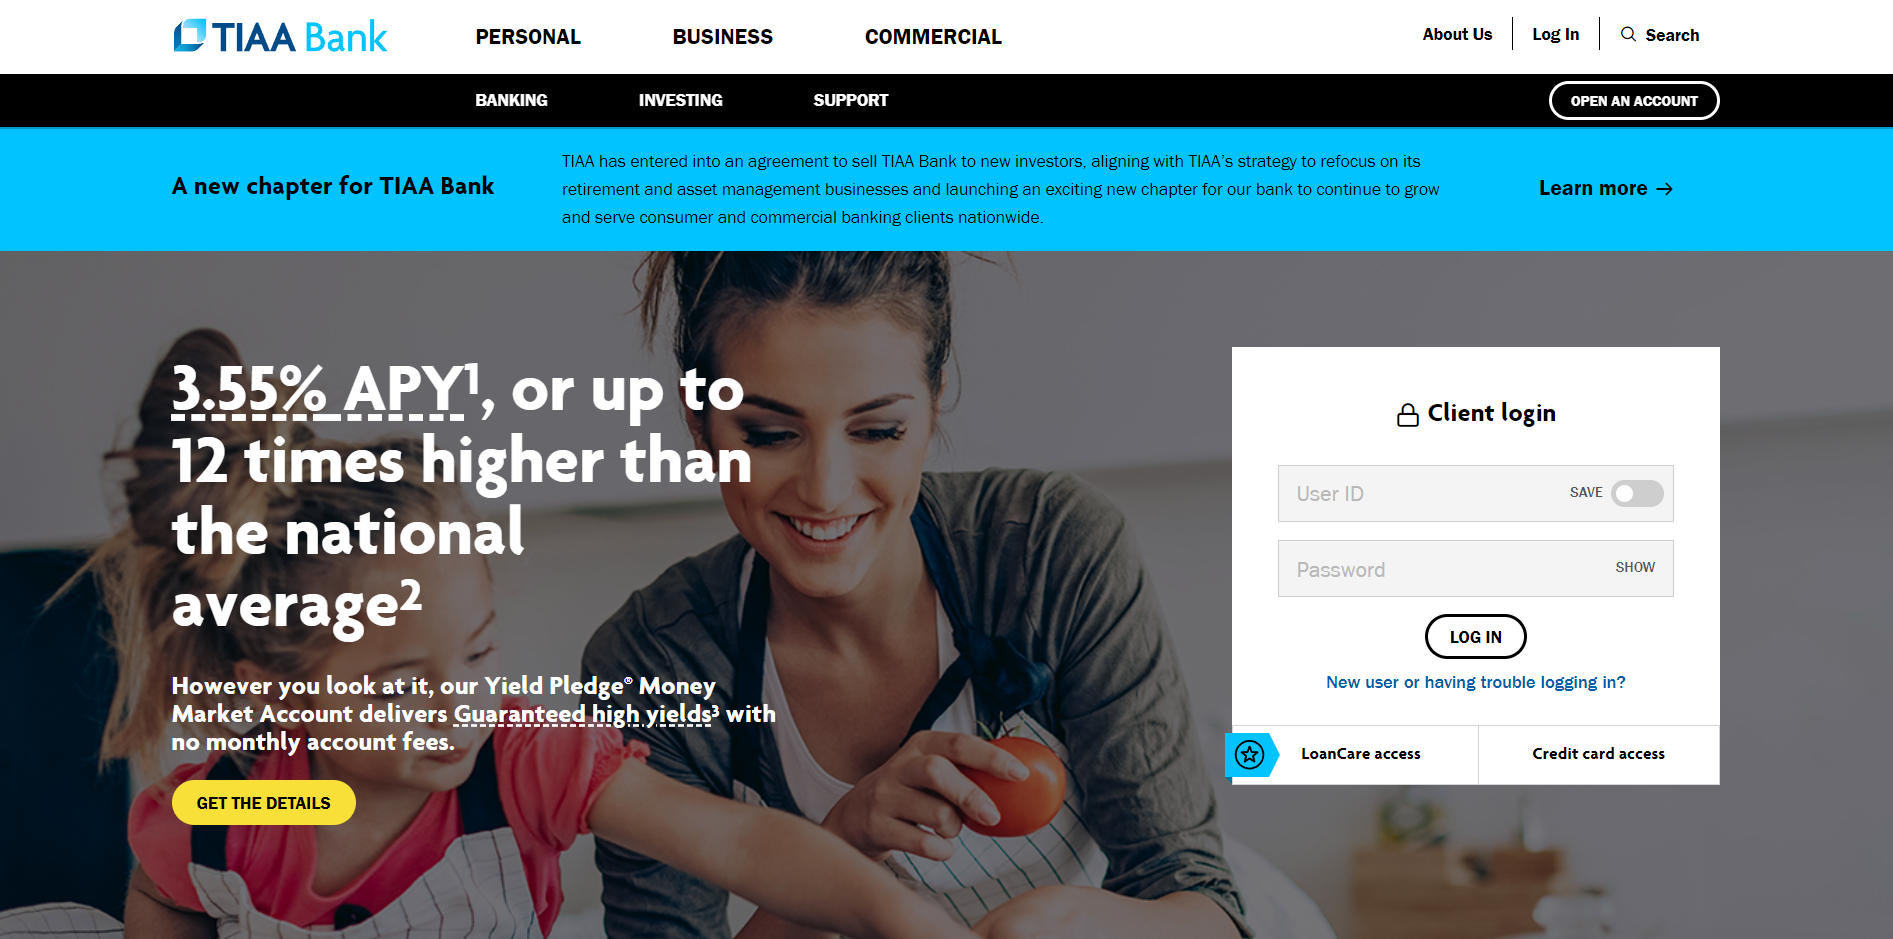 TIAA Bank
PERSONAL
BUSINESS
COMMERCIAL
About Us
Log In
Search
BANKING
INVESTING
SUPPORT
OPEN AN ACCOUNT
A new chapter for TIAA Bank
TIAA has entered into an agreement to sell TIAA Bank to new investors, aligning with TIAA's strategy to refocus on its
retirement and asset management businesses and launching an exciting new chapter for our bank to continue to grow
and serve consumer and commercial banking clients nationwide.
Learn more →
3.55% APY¹, or up to
12 times higher than
the national
average²
However you look at it, our Yield Pledge® Money
Market Account delivers Guaranteed high yields³ with
no monthly account fees.
GET THE DETAILS
Client login
User ID
SAVE
Password
SHOW
LOG IN
New user or having trouble logging in?
LoanCare access
Credit card access